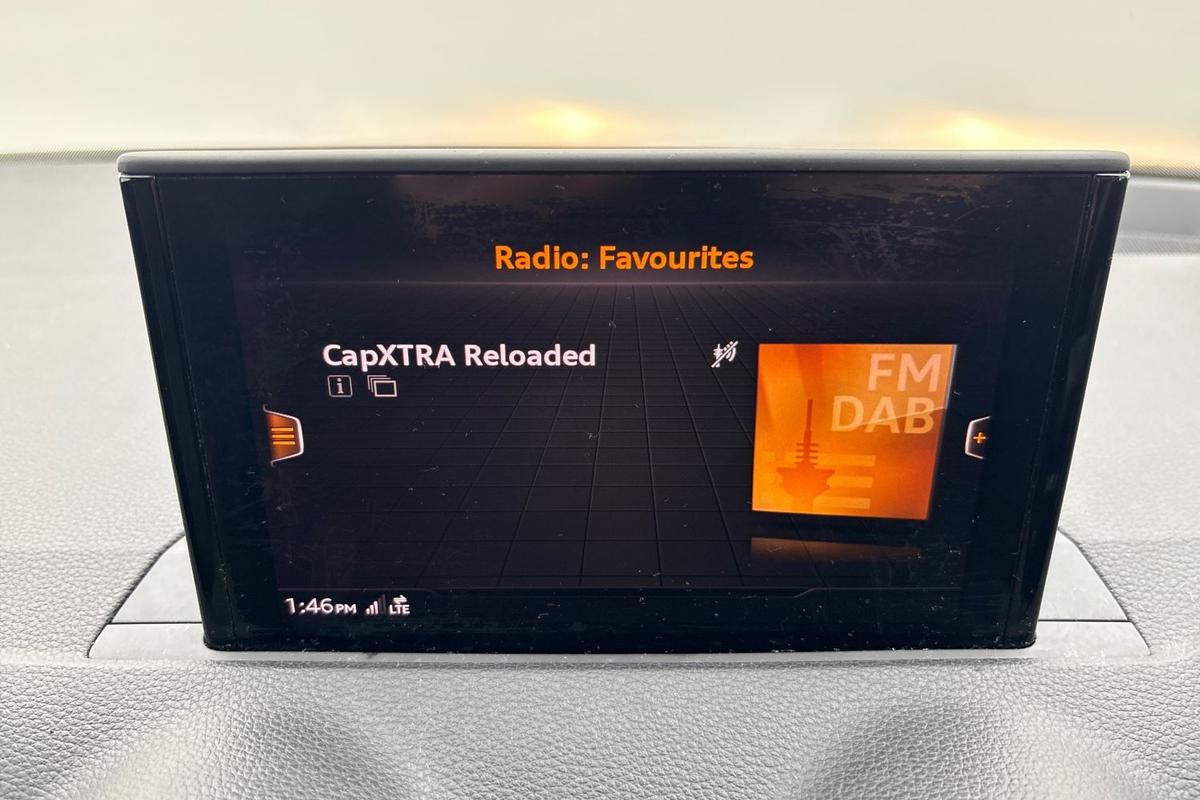 Radio: Favourites
CapXTRA Reloaded
i
FM
DAB
1:46PM LTE